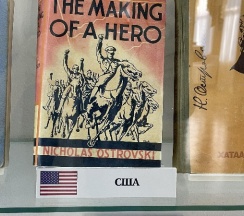 THE MAKING
OF A HERO
NICHOLAS OSTROVSKI
США